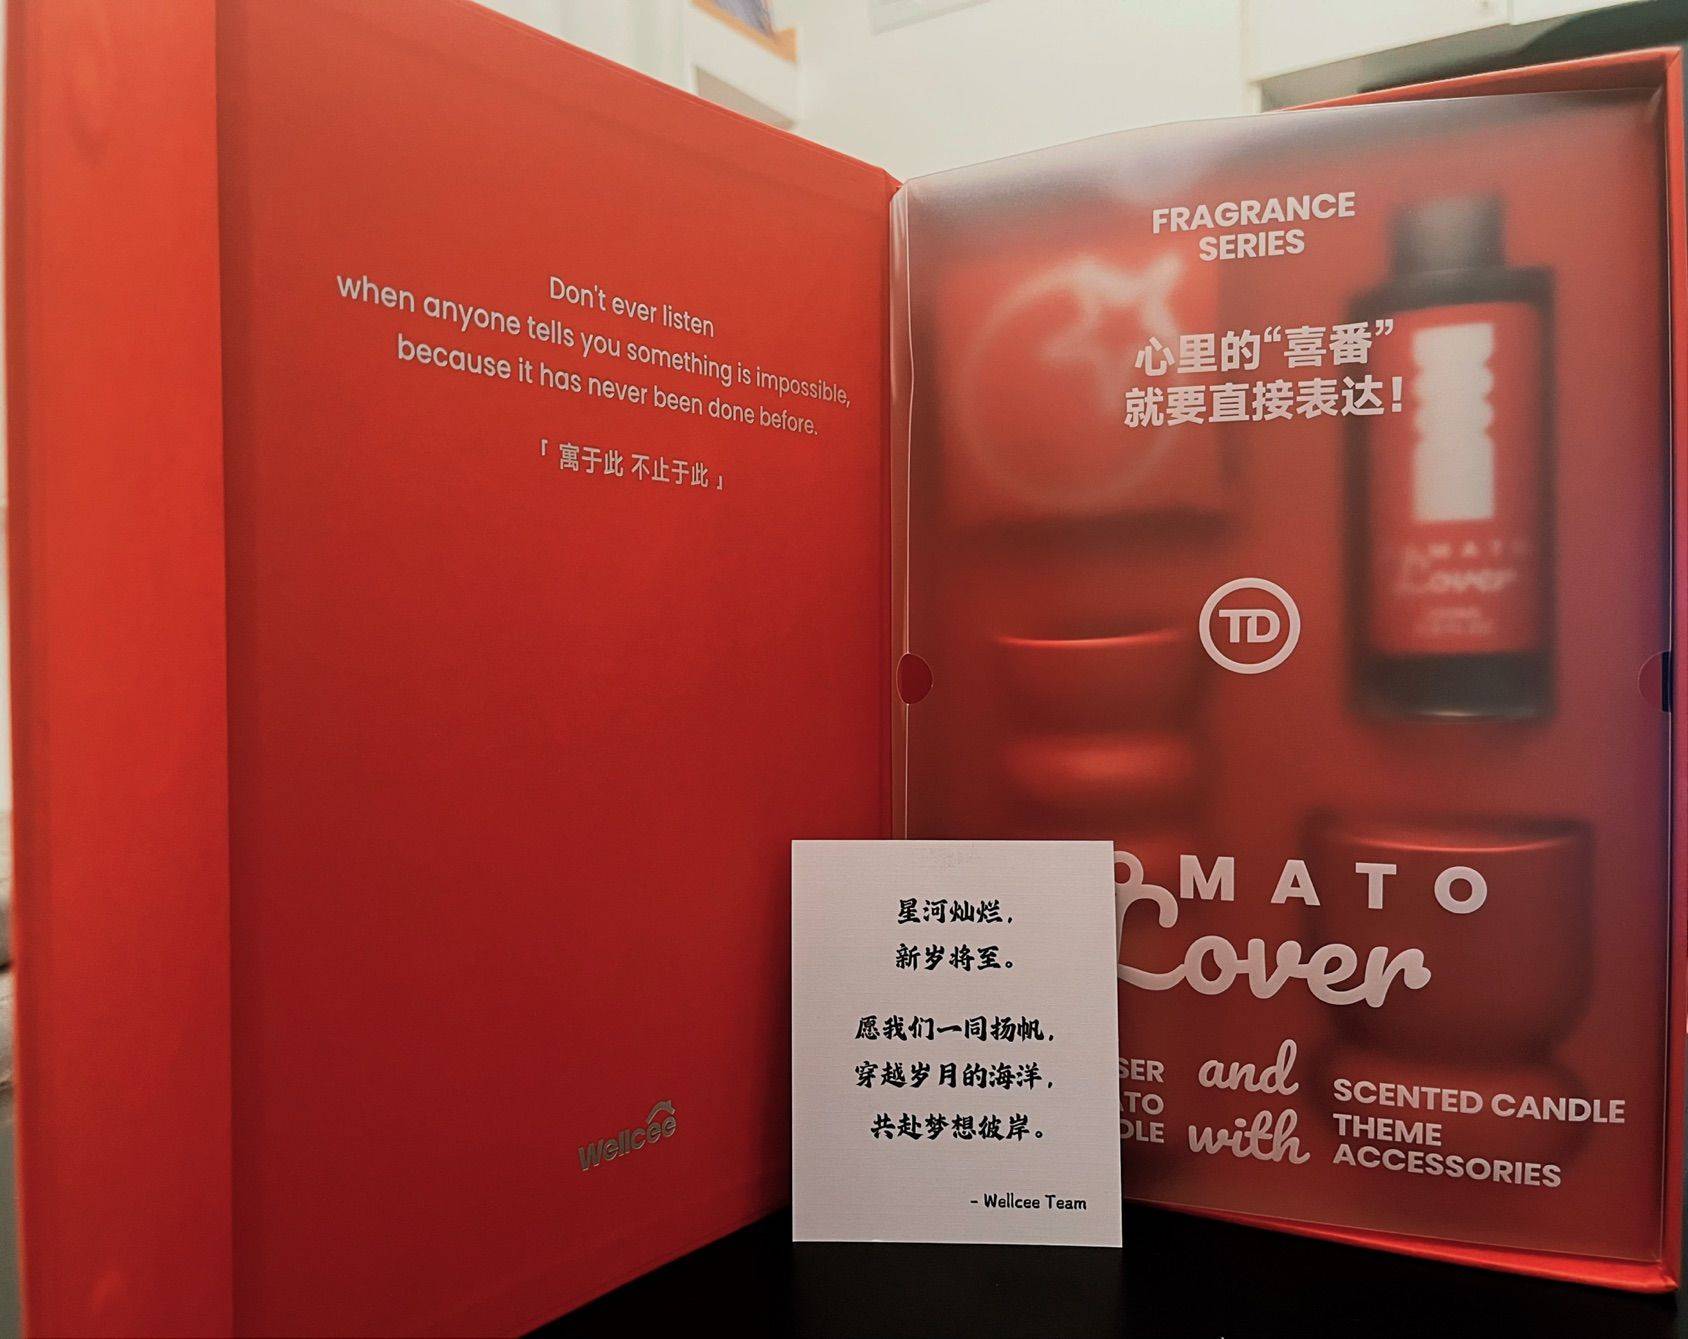 Don't ever listen
when anyone tells you something is impossible,
because it has never been done before.
「 寓于此 不止于此 」
Wellcee
FRAGRANCE
SERIES
心里的“喜番”
就要直接表达！
TD
OMATO
Lover
and
with
SCENTED CANDLE
THEME
ACCESSORIES
星河灿烂，
新岁将至。
愿我们一同扬帆，
穿越岁月的海洋，
共赴梦想彼岸。
- Wellcee Team